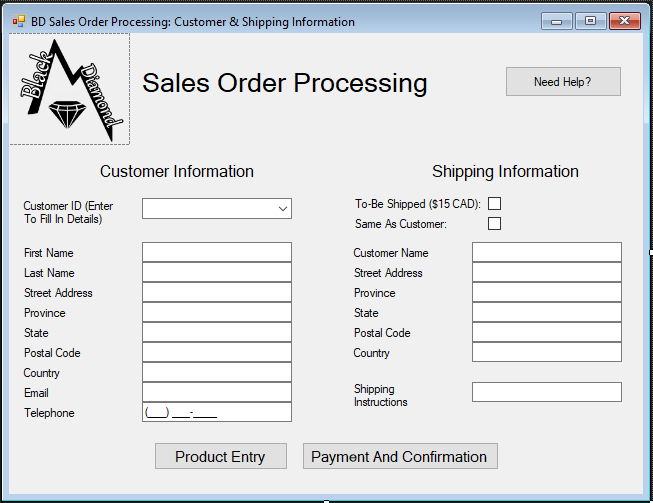 BD Sales Order Processing: Customer & Shipping Information
Black
Diamond
Sales Order Processing
Need Help?
Customer Information
Shipping Information
Customer ID (Enter
To Fill In Details)
To-Be Shipped ($15 CAD):
Same As Customer:
First Name
Customer Name
Last Name
Street Address
Street Address
Province
Province
State
State
Postal Code
Postal Code
Country
Country
Email
Shipping
Instructions
Telephone
(___) ___-____
Product Entry
Payment And Confirmation